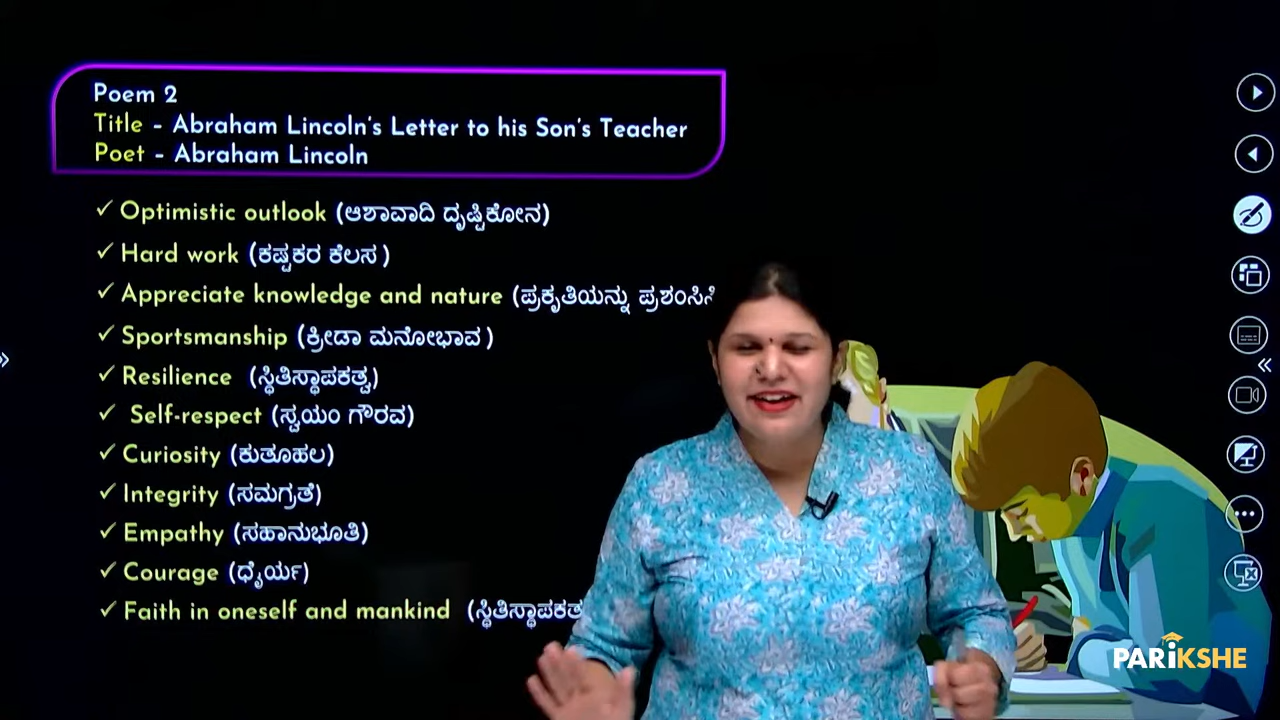 Poem 2
Title - Abraham Lincoln's Letter to his Son's Teacher
Poet - Abraham Lincoln
✓ Optimistic outlook (ಆಶಾವಾದಿ ದೃಷ್ಟಿಕೋನ)
✓ Hard work (ಕಷ್ಟಕರ ಕೆಲಸ )
✓ Appreciate knowledge and nature (ಪ್ರಕೃತಿಯನ್ನು
✓ Sportsmanship (ಕ್ರೀಡಾ ಮನೋಭಾವ )
✓ Resilience (ಸ್ಥಿತಿಸ್ಥಾಪಕತ್ವ)
✓ Self-respect (ಸ್ವಯಂ ಗೌರವ)
✓ Curiosity (ಕುತೂಹಲ)
✓ Integrity (ಸಮಗ್ರತೆ)
✓ Empathy (ಸಹಾನುಭೂತಿ)
✓ Courage (ಧೈರ್ಯ)
✓ Faith in oneself and mankind
PARIKSHE